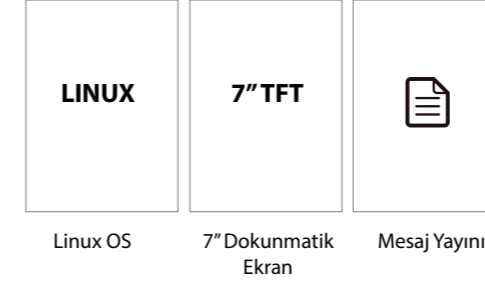 LINUX
7” TFT
Linux OS
7” Dokunmatik
Ekran
Mesaj Yayını